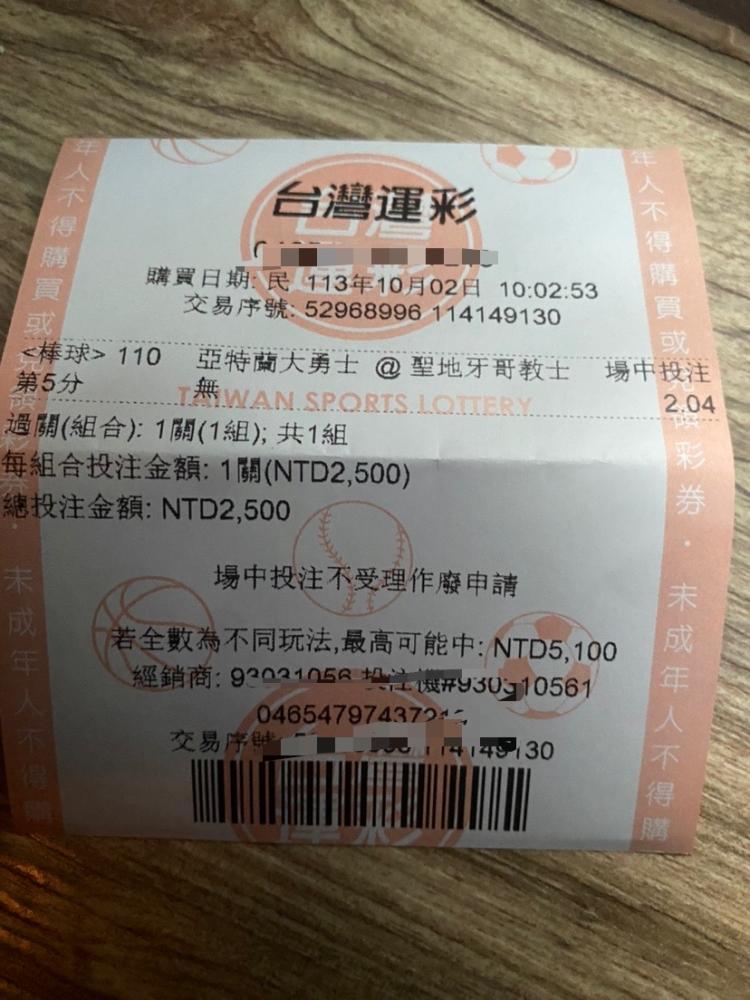 台灣運彩
購買日期: 民 113年10月02日 10:02:53
交易序號: 52968996 114149130
<棒球> 110 亞特蘭大勇士 @ 聖地牙哥教士 場中投注
第5分 無 2.04
TAIWAN SPORTS LOTTERY
過關(組合): 1關(1組); 共1組
每組合投注金額: 1關(NTD2,500)
總投注金額: NTD2,500
場中投注不受理作廢申請
若全數為不同玩法,最高可能中: NTD5,100
經銷商: 93031056 投注機#930310561
交易序號
年人不得購買或
未成年人不得購
年人不得購買或
彩券.未成年人不得購